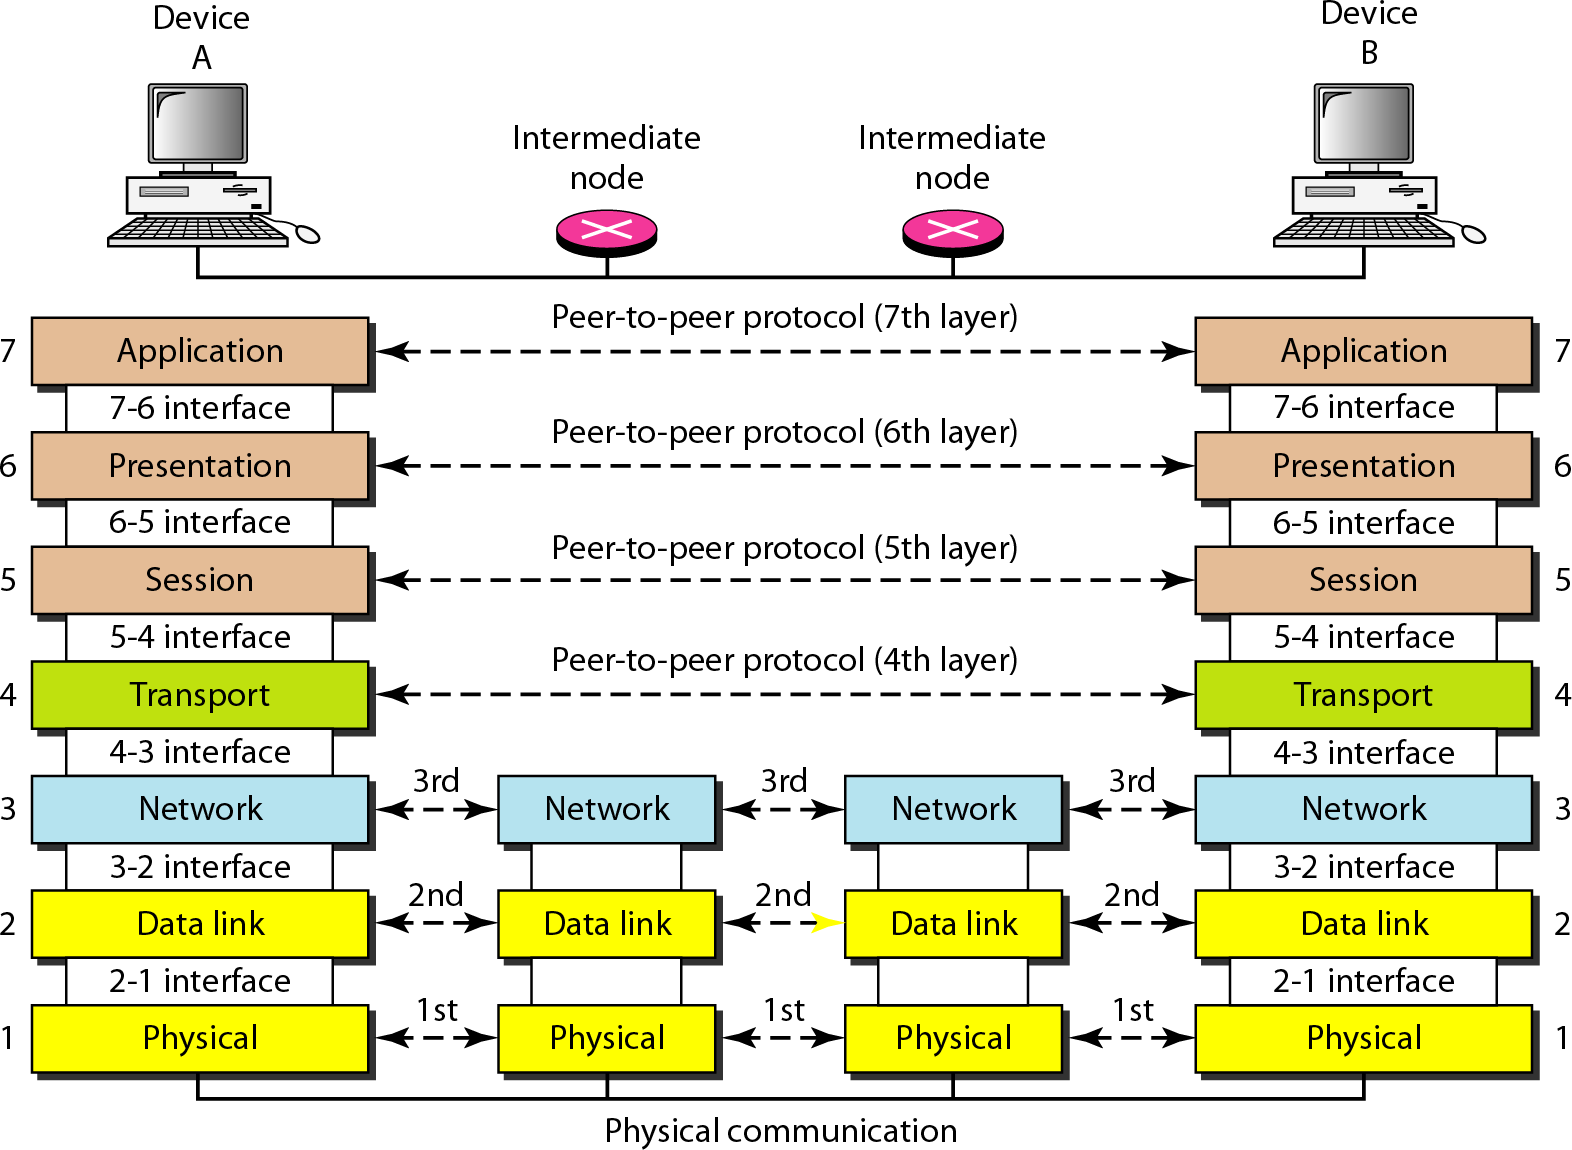 Device
A
Device
B
Intermediate
node
Intermediate
node
Peer-to-peer protocol (7th layer)
7 Application Application 7
7-6 interface 7-6 interface
Peer-to-peer protocol (6th layer)
6 Presentation Presentation 6
6-5 interface 6-5 interface
Peer-to-peer protocol (5th layer)
5 Session Session 5
5-4 interface 5-4 interface
Peer-to-peer protocol (4th layer)
4 Transport Transport 4
4-3 interface 4-3 interface
3rd 3rd 3rd
3 Network Network Network Network 3
3-2 interface 3-2 interface
2nd 2nd 2nd
2 Data link Data link Data link Data link 2
2-1 interface 2-1 interface
1st 1st 1st
1 Physical Physical Physical Physical 1
Physical communication